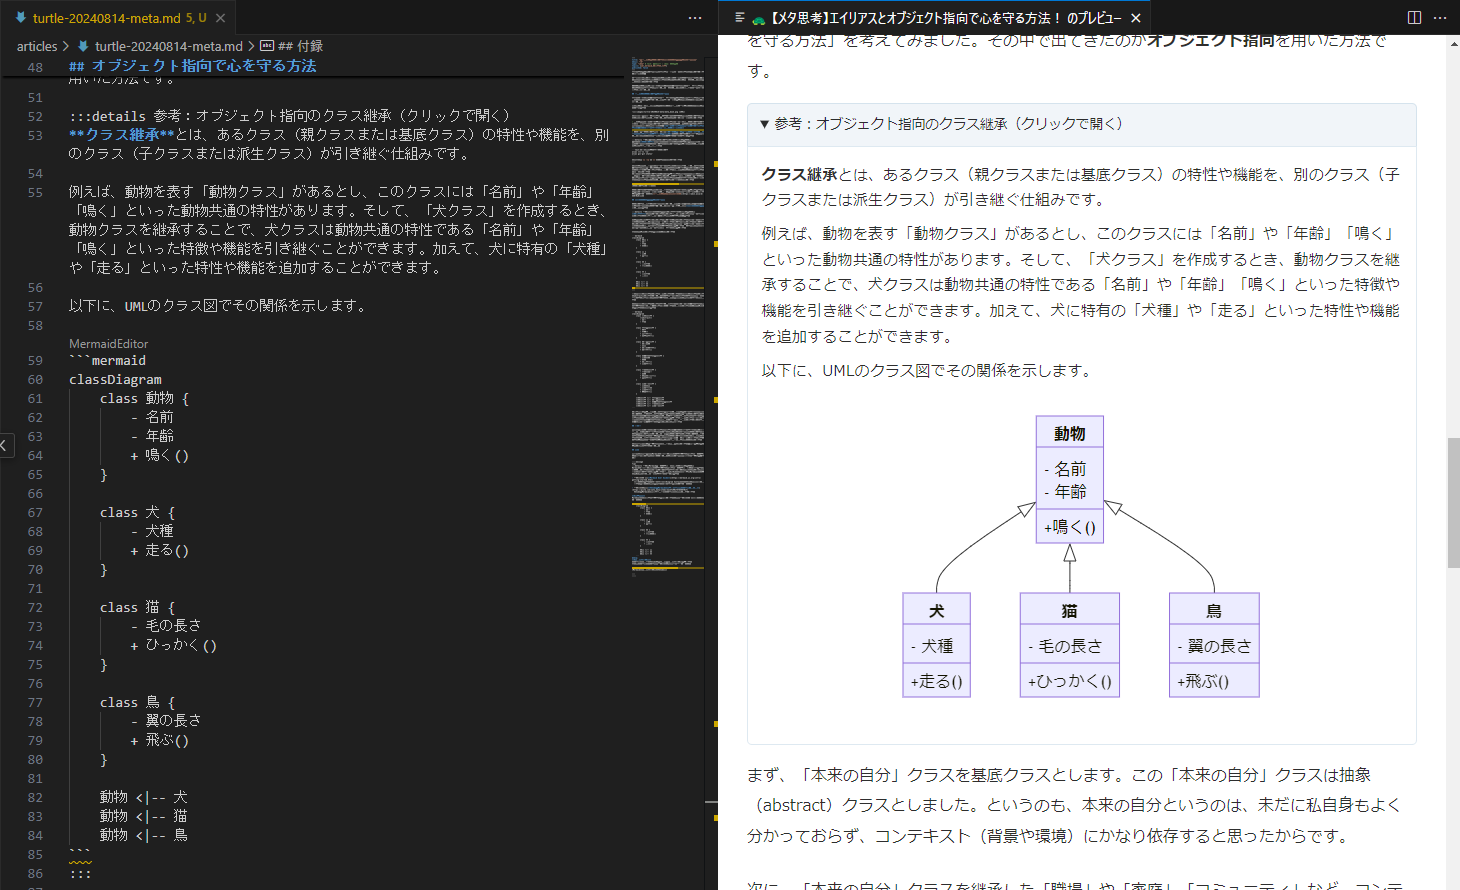 turtle-20240814-meta.md 5, U
articles > turtle-20240814-meta.md > ## 付録
48 ## オブジェクト指向で心を守る方法
用いた方法です。
51
52 :::details 参考：オブジェクト指向のクラス継承（クリックで開く）
53 **クラス継承**とは、あるクラス（親クラスまたは基底クラス）の特性や機能を、別
のクラス（子クラスまたは派生クラス）が引き継ぐ仕組みです。
54
55 例えば、動物を表す「動物クラス」があるとし、このクラスには「名前」や「年齢」
「鳴く」といった動物共通の特性があります。そして、「犬クラス」を作成するとき、
動物クラスを継承することで、犬クラスは動物共通の特性である「名前」や「年齢」
「鳴く」といった特徴や機能を引き継ぐことができます。加えて、犬に特有の「犬種」
や「走る」といった特性や機能を追加することができます。
56
57 以下に、UMLのクラス図でその関係を示します。
58
MermaidEditor
59 ```mermaid
60 classDiagram
61 class 動物 {
62 - 名前
63 - 年齢
64 + 鳴く()
65 }
66
67 class 犬 {
68 - 犬種
69 + 走る()
70 }
71
72 class 猫 {
73 - 毛の長さ
74 + ひっかく()
75 }
76
77 class 鳥 {
78 - 翼の長さ
79 + 飛ぶ()
80 }
81
82 動物 <|-- 犬
83 動物 <|-- 猫
84 動物 <|-- 鳥
85 ```
86 :::
【メタ思考】エイリアスとオブジェクト指向で心を守る方法！ のプレビュー
を守る方法」を考えてみました。その中で出てきたのがオブジェクト指向を用いた方法で
す。
▼ 参考：オブジェクト指向のクラス継承（クリックで開く）
クラス継承とは、あるクラス（親クラスまたは基底クラス）の特性や機能を、別のクラス（子
クラスまたは派生クラス）が引き継ぐ仕組みです。
例えば、動物を表す「動物クラス」があるとし、このクラスには「名前」や「年齢」「鳴く」
といった動物共通の特性があります。そして、「犬クラス」を作成するとき、動物クラスを継
承することで、犬クラスは動物共通の特性である「名前」や「年齢」「鳴く」といった特徴や
機能を引き継ぐことができます。加えて、犬に特有の「犬種」や「走る」といった特性や機能
を追加することができます。
以下に、UMLのクラス図でその関係を示します。
動物
- 名前
- 年齢
+鳴く()
犬
- 犬種
+走る()
猫
- 毛の長さ
+ひっかく()
鳥
- 翼の長さ
+飛ぶ()
まず、「本来の自分」クラスを基底クラスとします。この「本来の自分」クラスは抽象
（abstract）クラスとしました。というのも、本来の自分というのは、未だに私自身もよく
分かっておらず、コンテキスト（背景や環境）にかなり依存すると思ったからです。
次に、「本来の自分」クラスを継承した「職場」や「家庭」「コミュニティ」など、コンテ